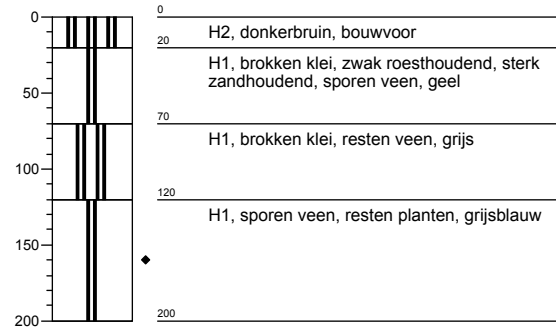 0
0
H2, donkerbruin, bouwvoor
20
H1, brokken klei, zwak roesthoudend, sterk
zandhoudend, sporen veen, geel
50
70
H1, brokken klei, resten veen, grijs
100
120
H1, sporen veen, resten planten, grijsblauw
150
200
200